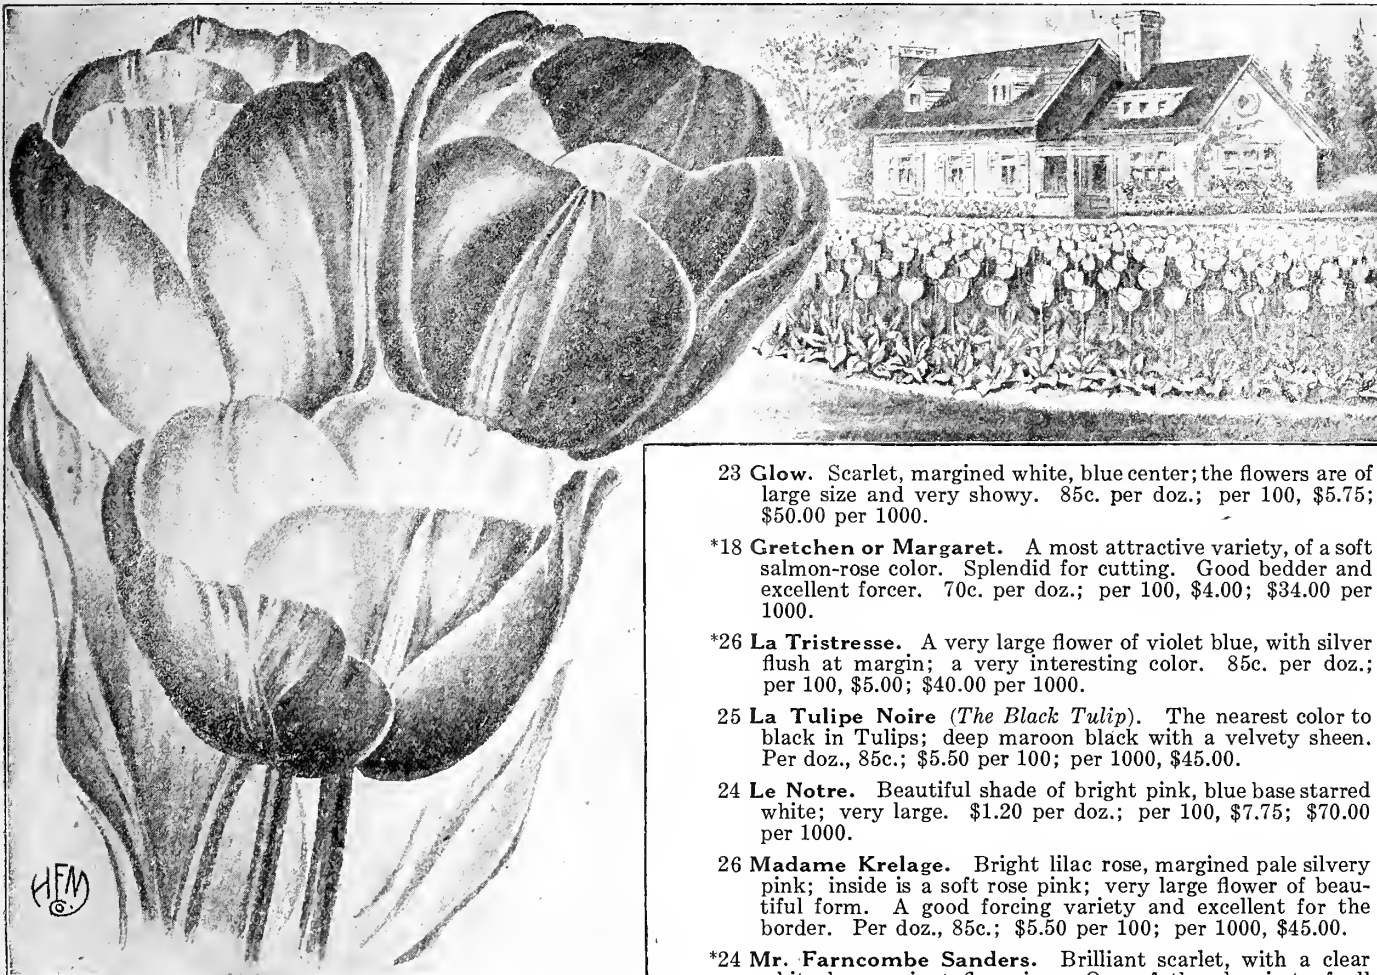 23 Glow. Scarlet, margined white, blue center; the flowers are of
large size and very showy. 85c. per doz.; per 100, $5.75;
$50.00 per 1000.
*18 Gretchen or Margaret. A most attractive variety, of a soft
salmon-rose color. Splendid for cutting. Good bedder and
excellent forcer. 70c. per doz.; per 100, $4.00; $34.00 per
1000.
*26 La Tristresse. A very large flower of violet blue, with silver
flush at margin; a very interesting color. 85c. per doz.;
per 100, $5.00; $40.00 per 1000.
25 La Tulipe Noire (The Black Tulip). The nearest color to
black in Tulips; deep maroon black with a velvety sheen.
Per doz., 85c.; $5.50 per 100; per 1000, $45.00.
24 Le Notre. Beautiful shade of bright pink, blue base starred
white; very large. $1.20 per doz.; per 100, $7.75; $70.00
per 1000.
26 Madame Krelage. Bright lilac rose, margined pale silvery
pink; inside is a soft rose pink; very large flower of beau-
tiful form. A good forcing variety and excellent for the
border. Per doz., 85c.; $5.50 per 100; per 1000, $45.00.
*24 Mr. Farncombe Sanders. Brilliant scarlet, with a clear
HFM
Co.